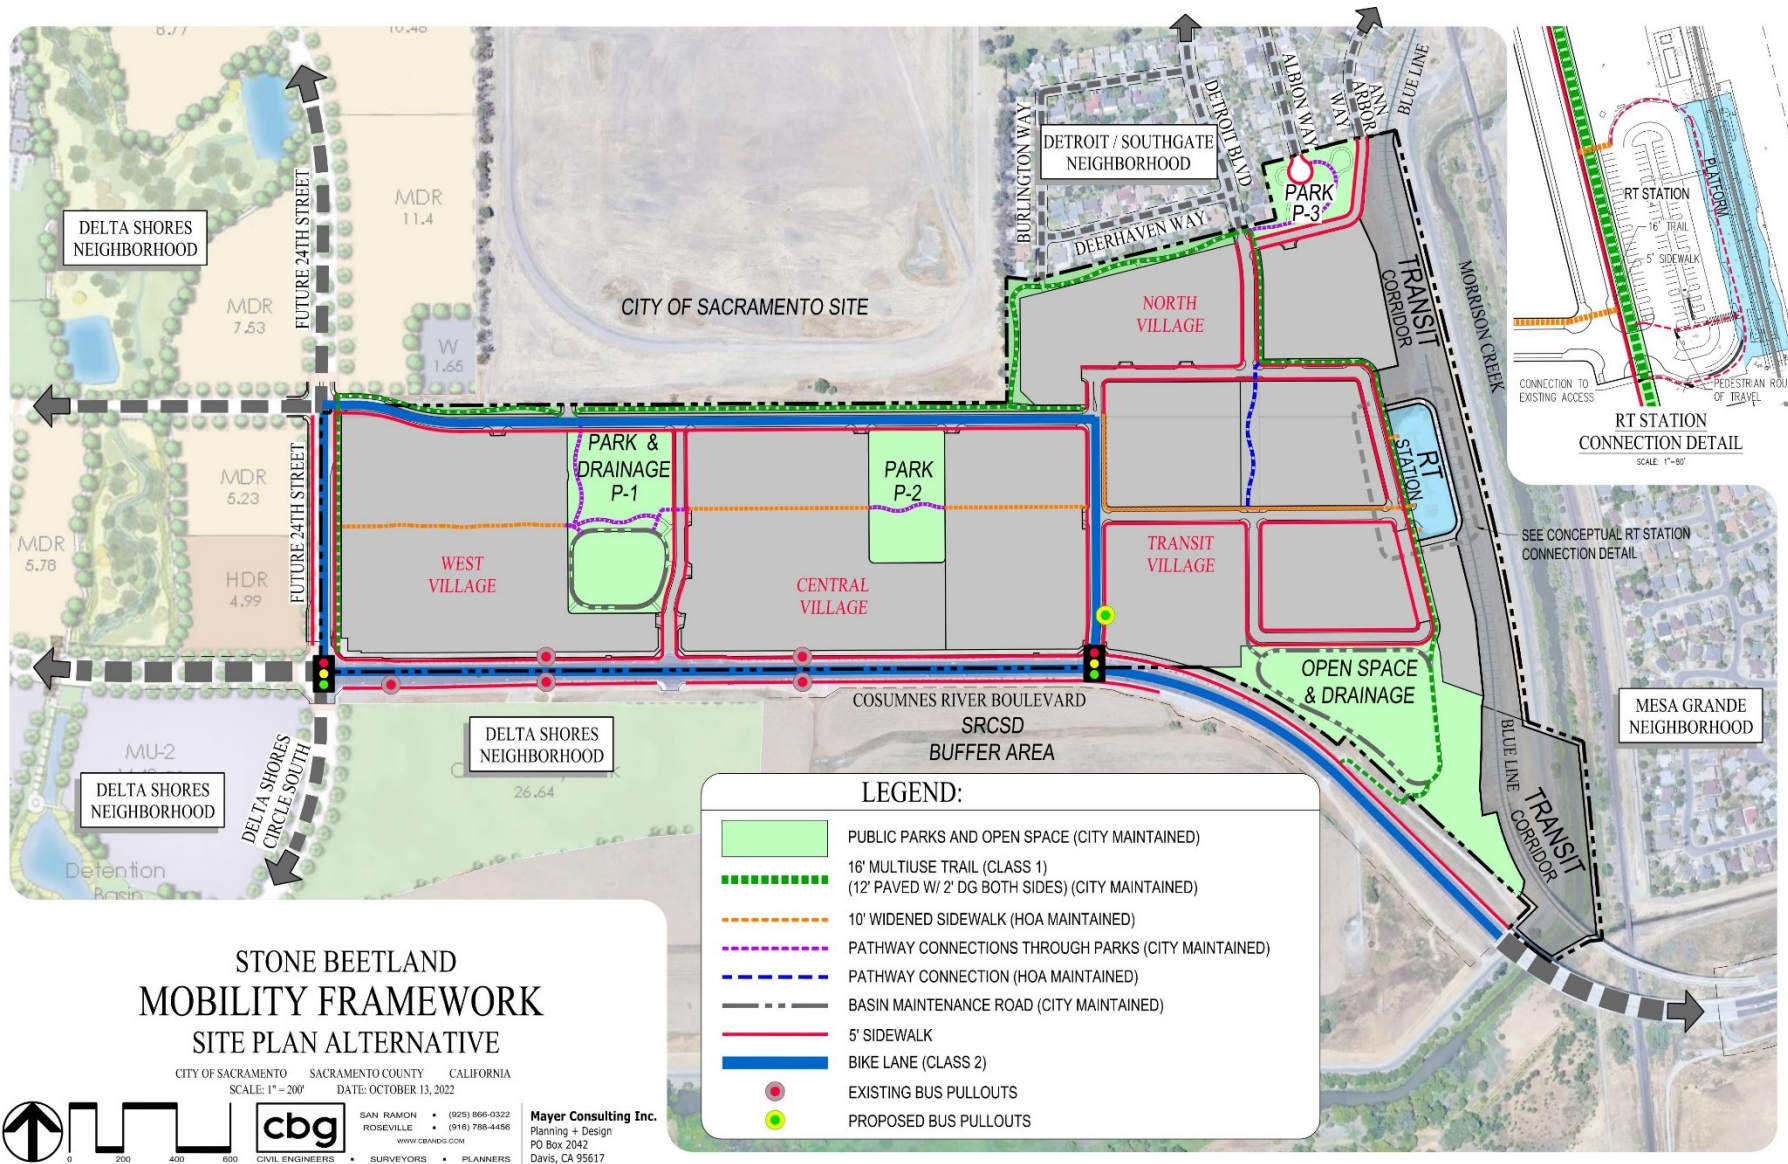 8.77
10.48
MDR
11.4
MDR
7.53
W
1.65
MDR
5.23
MDR
5.78
HDR
4.99
MU-2
26.64
Detention
Basin
DELTA SHORES
NEIGHBORHOOD
FUTURE 24TH STREET
FUTURE 24TH STREET
DELTA SHORES
NEIGHBORHOOD
DELTA SHORES
CIRCLE SOUTH
DELTA SHORES
NEIGHBORHOOD
CITY OF SACRAMENTO SITE
BURLINGTON WAY
DETROIT / SOUTHGATE
NEIGHBORHOOD
DEERHAVEN WAY
DETROIT BLVD
ALBION WAY
ANN
ARBOR
WAY
BLUE LINE
PARK
P-3
NORTH
VILLAGE
TRANSIT
CORRIDOR
MORRISON CREEK
PARK &
DRAINAGE
P-1
PARK
P-2
RT
STATION
WEST
VILLAGE
CENTRAL
VILLAGE
TRANSIT
VILLAGE
SEE CONCEPTUAL RT STATION
CONNECTION DETAIL
OPEN SPACE
& DRAINAGE
MESA GRANDE
NEIGHBORHOOD
BLUE LINE
TRANSIT
CORRIDOR
COSUMNES RIVER BOULEVARD
SRCSD
BUFFER AREA
RT STATION
16' TRAIL
5' SIDEWALK
PLATFORM
CONNECTION TO
EXISTING ACCESS
PEDESTRIAN ROU
OF TRAVEL
RT STATION
CONNECTION DETAIL
SCALE: 1"=80'
LEGEND:
PUBLIC PARKS AND OPEN SPACE (CITY MAINTAINED)
16' MULTIUSE TRAIL (CLASS 1)
(12' PAVED W/ 2' DG BOTH SIDES) (CITY MAINTAINED)
10' WIDENED SIDEWALK (HOA MAINTAINED)
PATHWAY CONNECTIONS THROUGH PARKS (CITY MAINTAINED)
PATHWAY CONNECTION (HOA MAINTAINED)
BASIN MAINTENANCE ROAD (CITY MAINTAINED)
5' SIDEWALK
BIKE LANE (CLASS 2)
EXISTING BUS PULLOUTS
PROPOSED BUS PULLOUTS
STONE BEETLAND
MOBILITY FRAMEWORK
SITE PLAN ALTERNATIVE
CITY OF SACRAMENTO SACRAMENTO COUNTY CALIFORNIA
SCALE: 1" = 200' DATE: OCTOBER 13, 2022
0 200 400 600
cbg
SAN RAMON • (925) 866-0322
ROSEVILLE • (916) 788-4456
WWW.CBANDG.COM
CIVIL ENGINEERS • SURVEYORS • PLANNERS
Mayer Consulting Inc.
Planning + Design
PO Box 2042
Davis, CA 95617